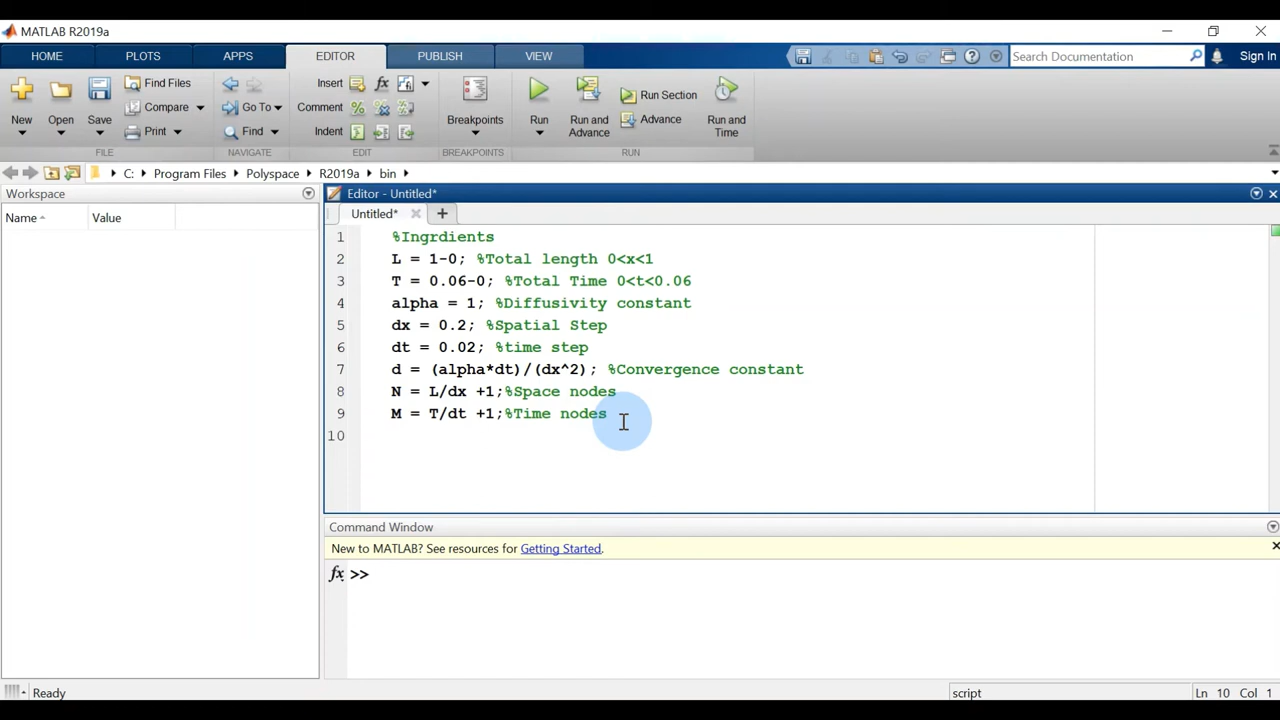 MATLAB R2019a
HOME PLOTS APPS EDITOR PUBLISH VIEW Search Documentation Sign In
New Open Save Find Files Compare Print
FILE
Go To Find
NAVIGATE
Insert fx Comment % Indent
EDIT
Breakpoints
BREAKPOINTS
Run Run and Advance Run Section Advance Run and Time
RUN
C: Program Files Polyspace R2019a bin
Workspace
Name Value
Editor - Untitled*
Untitled* +
1 %Ingrdients
2 L = 1-0; %Total length 0<x<1
3 T = 0.06-0; %Total Time 0<t<0.06
4 alpha = 1; %Diffusivity constant
5 dx = 0.2; %Spatial Step
6 dt = 0.02; %time step
7 d = (alpha*dt)/(dx^2); %Convergence constant
8 N = L/dx +1;%Space nodes
9 M = T/dt +1;%Time nodes
10
Command Window
New to MATLAB? See resources for Getting Started.
fx >>
Ready script Ln 10 Col 1